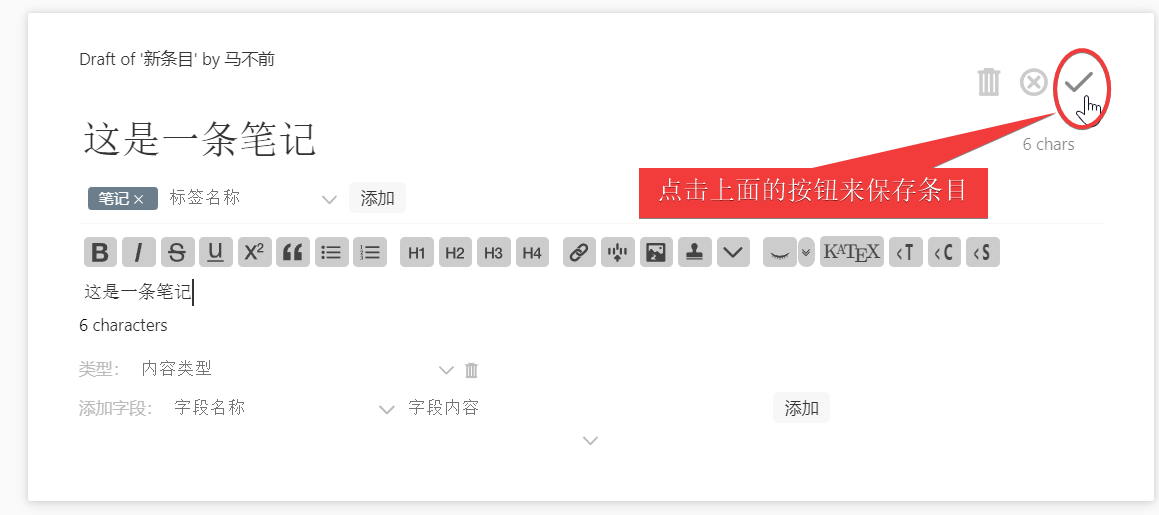 Draft of '新条目' by 马不前
这是一条笔记
6 chars
点击上面的按钮来保存条目
笔记 × 标签名称 添加
B I S U X² H1 H2 H3 H4 KATEX <T <C <S
这是一条笔记
6 characters
类型: 内容类型
添加字段: 字段名称 字段内容 添加